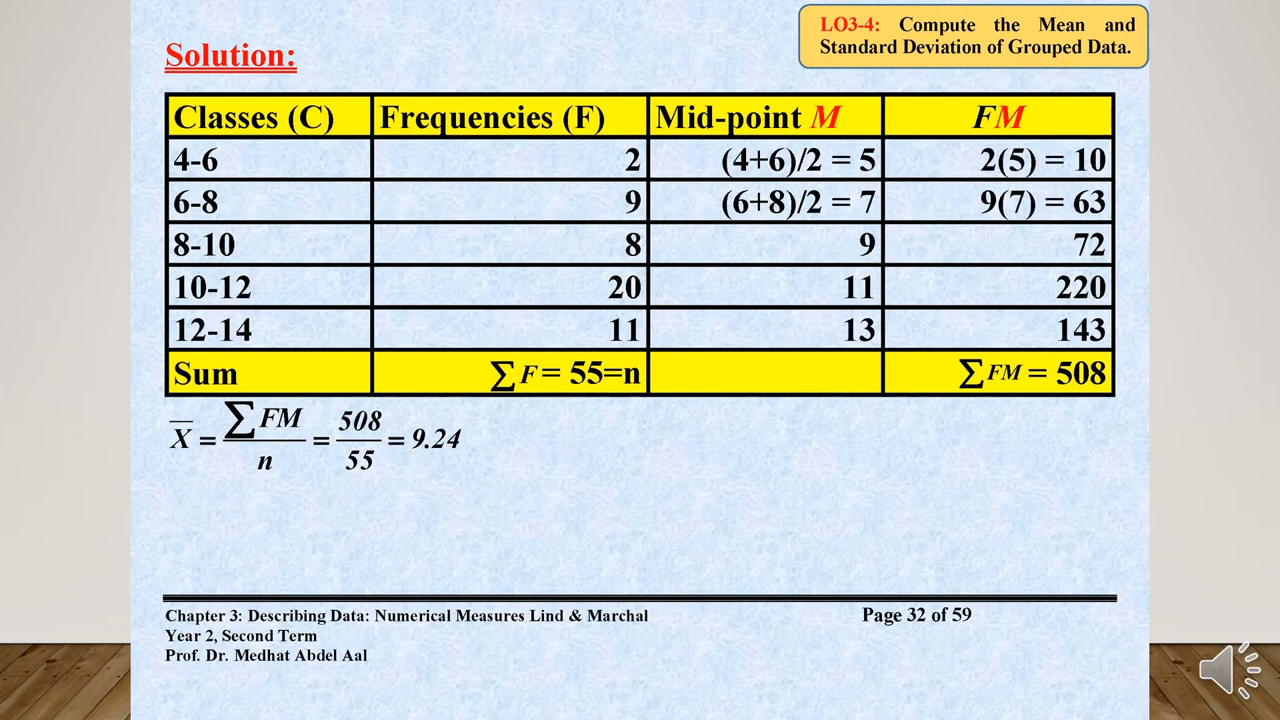 LO3-4: Compute the Mean and
Standard Deviation of Grouped Data.
Solution:
Classes (C) Frequencies (F) Mid-point M FM
4-6 2 (4+6)/2 = 5 2(5) = 10
6-8 9 (6+8)/2 = 7 9(7) = 63
8-10 8 9 72
10-12 20 11 220
12-14 11 13 143
Sum ∑F = 55=n ∑FM = 508
X̄ = ∑FM / n = 508 / 55 = 9.24
Chapter 3: Describing Data: Numerical Measures Lind & Marchal Page 32 of 59
Year 2, Second Term
Prof. Dr. Medhat Abdel Aal